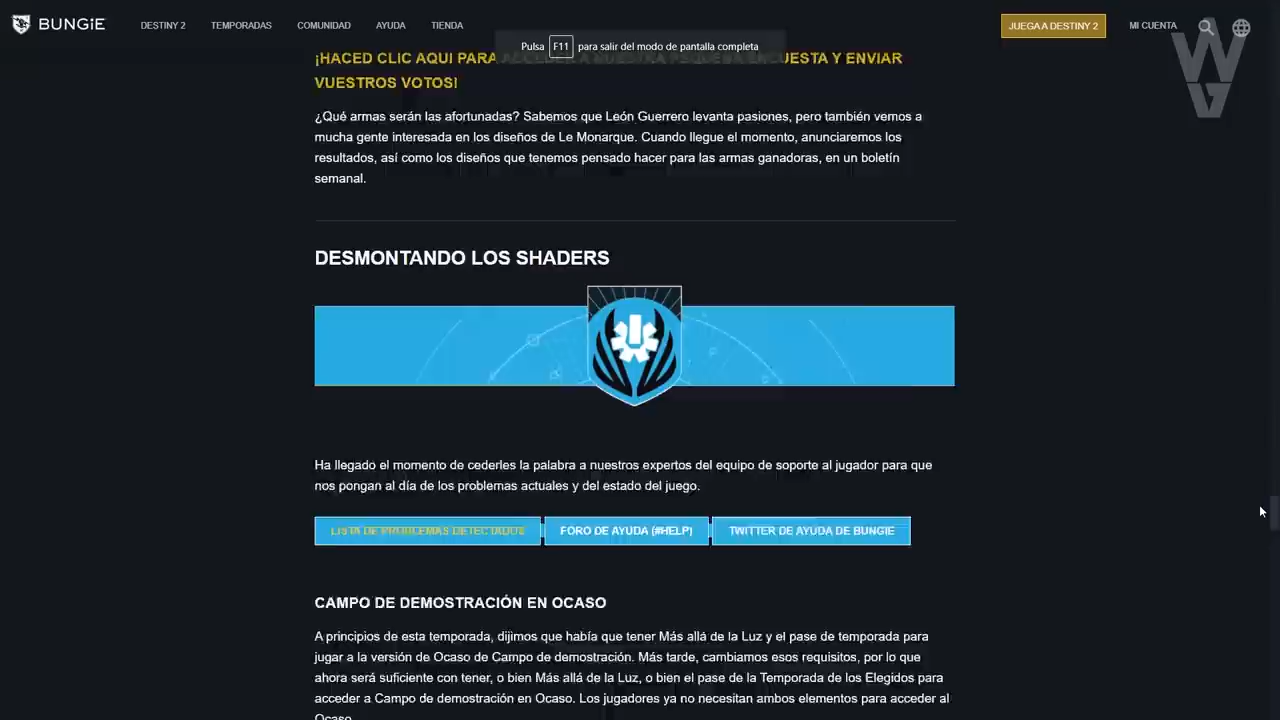 BUNGiE
DESTINY 2
TEMPORADAS
COMUNIDAD
AYUDA
TIENDA
JUEGA A DESTINY 2
MI CUENTA
Pulsa F11 para salir del modo de pantalla completa
¡HACED CLIC AQUI PARA ENCUESTA Y ENVIAR
VUESTROS VOTOS!
¿Qué armas serán las afortunadas? Sabemos que León Guerrero levanta pasiones, pero también vemos a
mucha gente interesada en los diseños de Le Monarque. Cuando llegue el momento, anunciaremos los
resultados, así como los diseños que tenemos pensado hacer para las armas ganadoras, en un boletín
semanal.
DESMONTANDO LOS SHADERS
Ha llegado el momento de cederles la palabra a nuestros expertos del equipo de soporte al jugador para que
nos pongan al día de los problemas actuales y del estado del juego.
LISTA DE PROBLEMAS DETECTADOS
FORO DE AYUDA (#HELP)
TWITTER DE AYUDA DE BUNGIE
CAMPO DE DEMOSTRACIÓN EN OCASO
A principios de esta temporada, dijimos que había que tener Más allá de la Luz y el pase de temporada para
jugar a la versión de Ocaso de Campo de demostración. Más tarde, cambiamos esos requisitos, por lo que
ahora será suficiente con tener, o bien Más allá de la Luz, o bien el pase de la Temporada de los Elegidos para
acceder a Campo de demostración en Ocaso. Los jugadores ya no necesitan ambos elementos para acceder al
Ocaso.